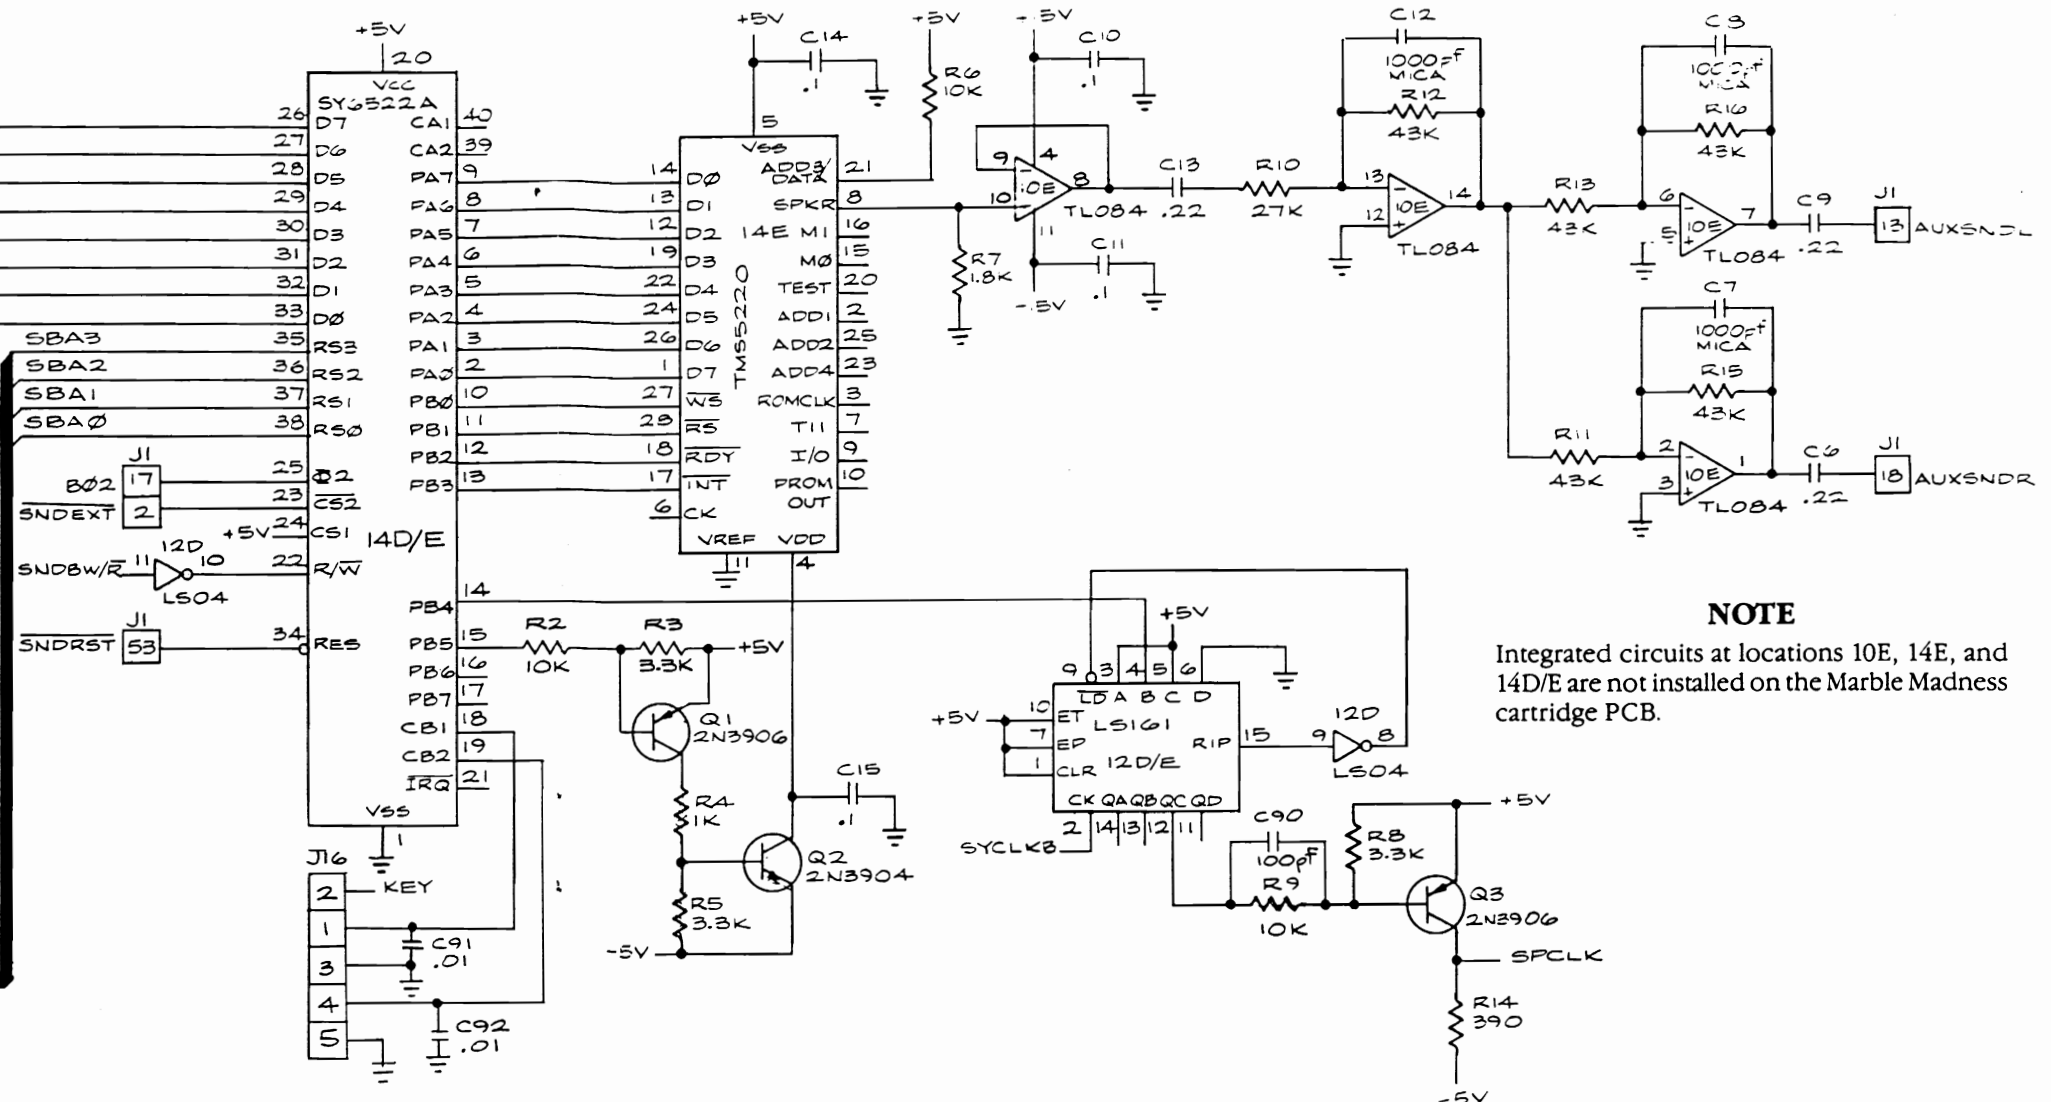 +5V
20
VCC
SY6522A
26 D7
27 D6
28 D5
29 D4
30 D3
31 D2
32 D1
33 DØ
SBA3 35 RS3
SBA2 36 RS2
SBA1 37 RS1
SBAØ 38 RSØ
J1
BØ2 17 25 Φ2
SNDEXT 2 23 CS2
+5V 24 CS1
14D/E
12D
SNDBW/R 11 10 22 R/W
LS04
J1
SNDRST 53 34 RES
CA1 40
CA2 39
PA7 9
PA6 8
PA5 7
PA4 6
PA3 5
PA2 4
PA1 3
PAØ 2
PBØ 10
PB1 11
PB2 12
PB3 13
PB4 14
PB5 15
PB6 16
PB7 17
CB1 18
CB2 19
IRQ 21
VSS
1
J16
2 KEY
1
3
4
5
C91
.01
C92
.01
+5V
C14
.1
5
VSS
14 DØ
13 D1
12 D2
19 D3
22 D4
24 D5
26 D6
1 D7
27 WS
28 RS
18 RDY
17 INT
6 CK
14E
TMS5220
ADD8/
DATA 21
SPKR 8
M1 16
MØ 15
TEST 20
ADD1 2
ADD2 25
ADD4 23
ROMCLK 3
T11 7
I/O 9
PROM 10
OUT
VREF VDD
11 4
+5V
R6
10K
R7
1.8K
5V
C10
.1
9
10
4
10E
8
TL084
11
C11
.1
-5V
C13
.22
R10
27K
C12
1000pf
MICA
R12
43K
13
12
10E
14
TL084
R13
43K
MICA
R16
43K
6
5
10E
7
TL084
C9
.22
J1
13 AUXSNDL
C7
1000pf
MICA
R15
43K
R11
43K
2
3
10E
1
TL084
C6
.22
J1
18 AUXSNDR
R2
10K
R3
3.3K
+5V
Q1
2N3906
R4
1K
R5
3.3K
-5V
C15
.1
Q2
2N3904
+5V
9 3 4 5 6
LD A B C D
+5V
10 ET
7 EP
1 CLR
LS161
12D/E
RIP 15
CK QA QB QC QD
2 14 13 12 11
SYCLKB
12D
9 8
LS04
C90
100pf
R9
10K
R8
3.3K
+5V
Q3
2N3906
SPCLK
R14
390
-5V
NOTE
Integrated circuits at locations 10E, 14E, and
14D/E are not installed on the Marble Madness
cartridge PCB.